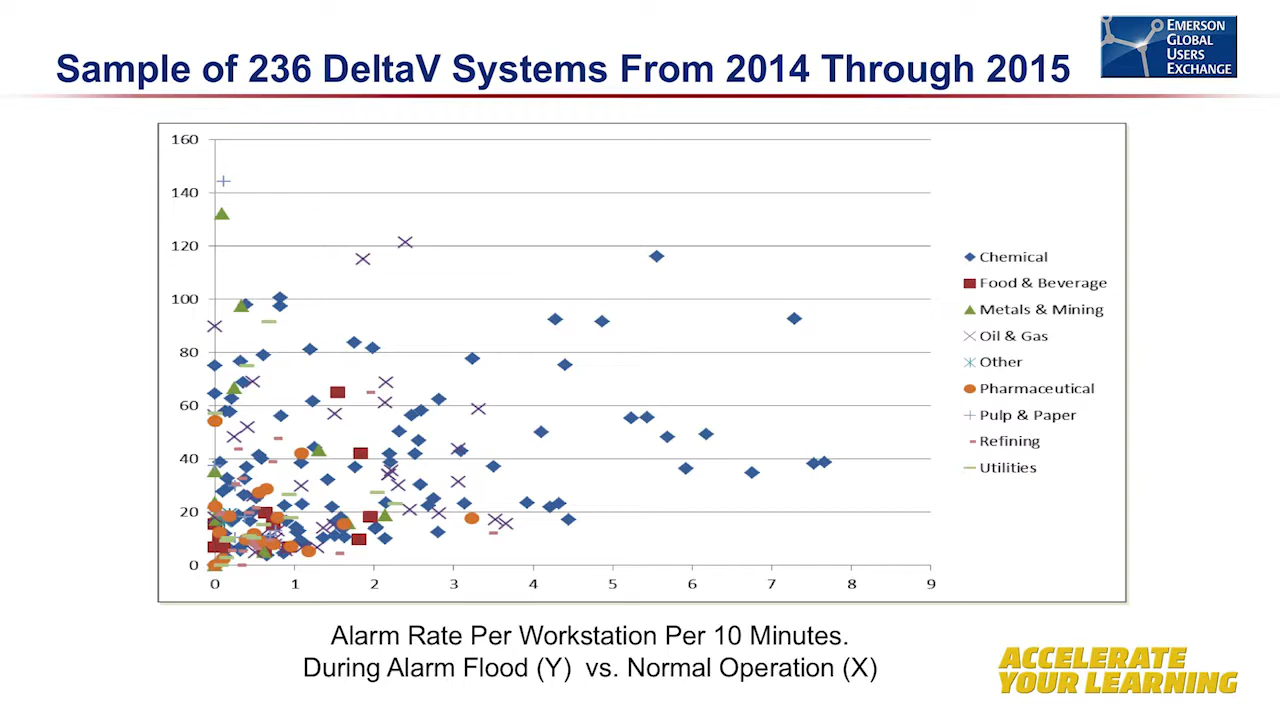 Sample of 236 DeltaV Systems From 2014 Through 2015
EMERSON
GLOBAL
USERS
EXCHANGE
160
140
120
100
80
60
40
20
0
0 1 2 3 4 5 6 7 8 9
Chemical
Food & Beverage
Metals & Mining
Oil & Gas
Other
Pharmaceutical
Pulp & Paper
Refining
Utilities
Alarm Rate Per Workstation Per 10 Minutes.
During Alarm Flood (Y) vs. Normal Operation (X)
ACCELERATE
YOUR LEARNING